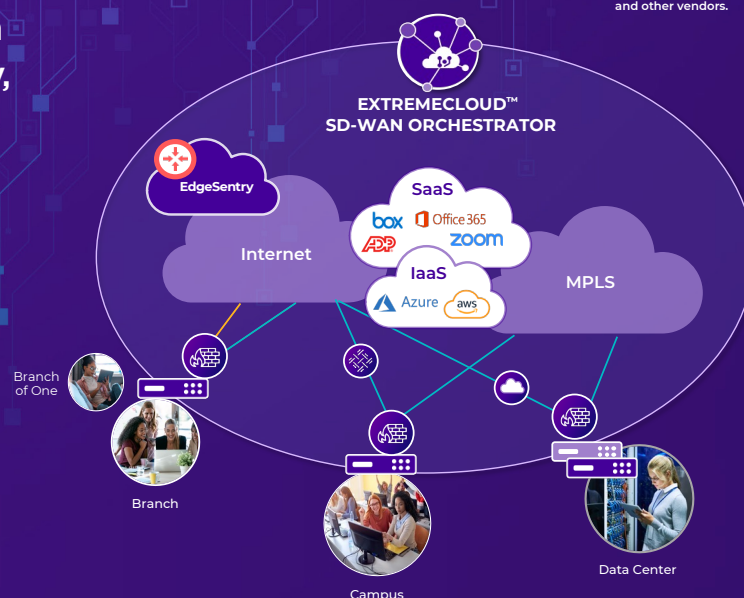 and other vendors.
EXTREMECLOUD™
SD-WAN ORCHESTRATOR
EdgeSentry
SaaS
box Office 365
ADP zoom
Internet
IaaS
Azure aws
MPLS
Branch
of One
Branch
Campus
Data Center